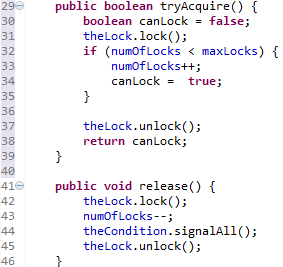 29 public boolean tryAcquire() {
30 boolean canLock = false;
31 theLock.lock();
32 if (numOfLocks < maxLocks) {
33 numOfLocks++;
34 canLock =  true;
35 }
36
37 theLock.unlock();
38 return canLock;
39 }
40
41 public void release() {
42 theLock.lock();
43 numOfLocks--;
44 theCondition.signalAll();
45 theLock.unlock();
46 }